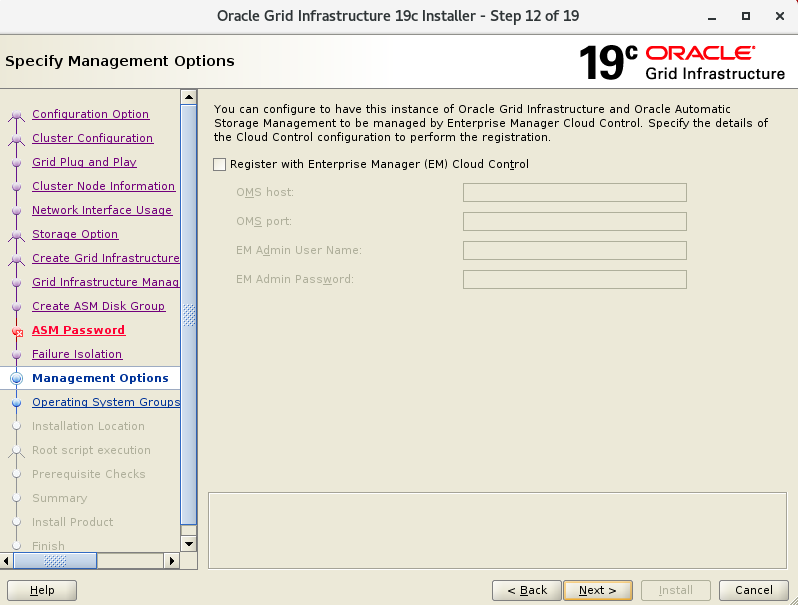 Oracle Grid Infrastructure 19c Installer - Step 12 of 19
Specify Management Options
19c ORACLE
Grid Infrastructure
Configuration Option
Cluster Configuration
Grid Plug and Play
Cluster Node Information
Network Interface Usage
Storage Option
Create Grid Infrastructure
Grid Infrastructure Manag
Create ASM Disk Group
ASM Password
Failure Isolation
Management Options
Operating System Groups
Installation Location
Root script execution
Prerequisite Checks
Summary
Install Product
Finish
You can configure to have this instance of Oracle Grid Infrastructure and Oracle Automatic
Storage Management to be managed by Enterprise Manager Cloud Control. Specify the details of
the Cloud Control configuration to perform the registration.
Register with Enterprise Manager (EM) Cloud Control
OMS host:
OMS port:
EM Admin User Name:
EM Admin Password:
Help
< Back
Next >
Install
Cancel